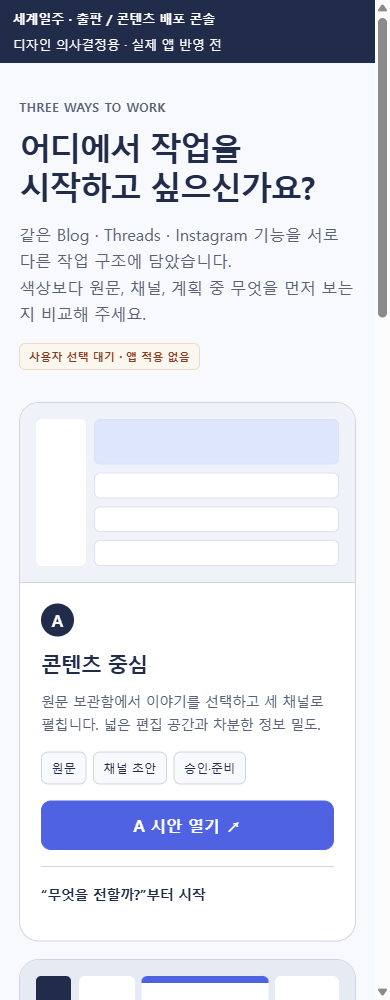 세계일주 · 출판 / 콘텐츠 배포 콘솔
디자인 의사결정용 · 실제 앱 반영 전
THREE WAYS TO WORK
어디에서 작업을
시작하고 싶으신가요?
같은 Blog · Threads · Instagram 기능을 서로
다른 작업 구조에 담았습니다.
색상보다 원문, 채널, 계획 중 무엇을 먼저 보는
지 비교해 주세요.
사용자 선택 대기 · 앱 적용 없음
A
콘텐츠 중심
원문 보관함에서 이야기를 선택하고 세 채널로
펼칩니다. 넓은 편집 공간과 차분한 정보 밀도.
원문 채널 초안 승인·준비
A 시안 열기 ↗
“무엇을 전할까?”부터 시작